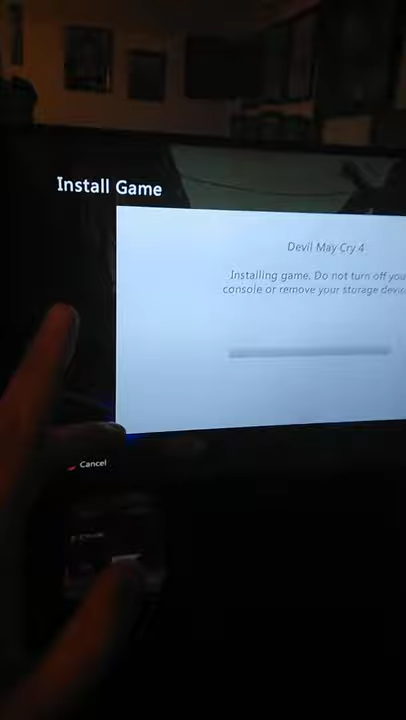 Install Game
Devil May Cry 4
Installing game. Do not turn off you
console or remove your storage devic
Cancel